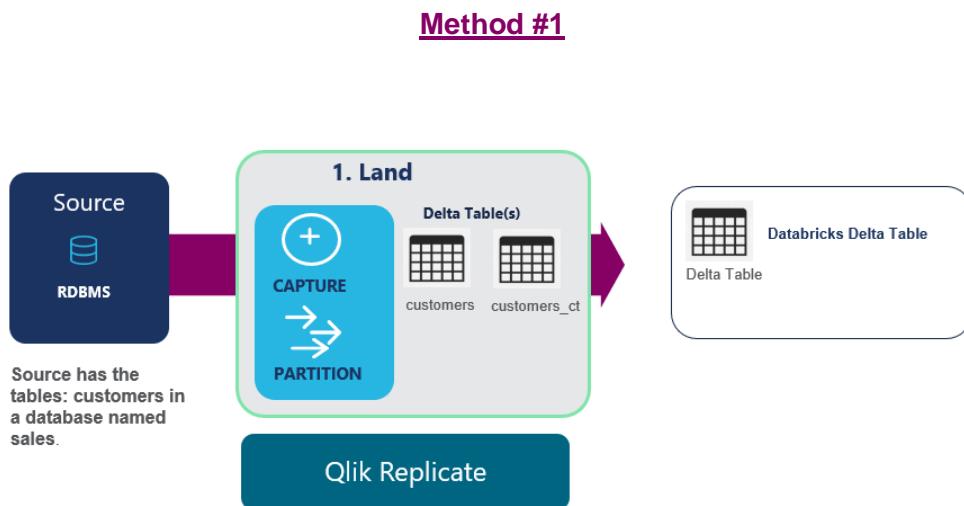 Method #1
Source
RDBMS
Source has the
tables: customers in
a database named
sales.
1. Land
CAPTURE
PARTITION
Delta Table(s)
customers
customers_ct
Qlik Replicate
Databricks Delta Table
Delta Table